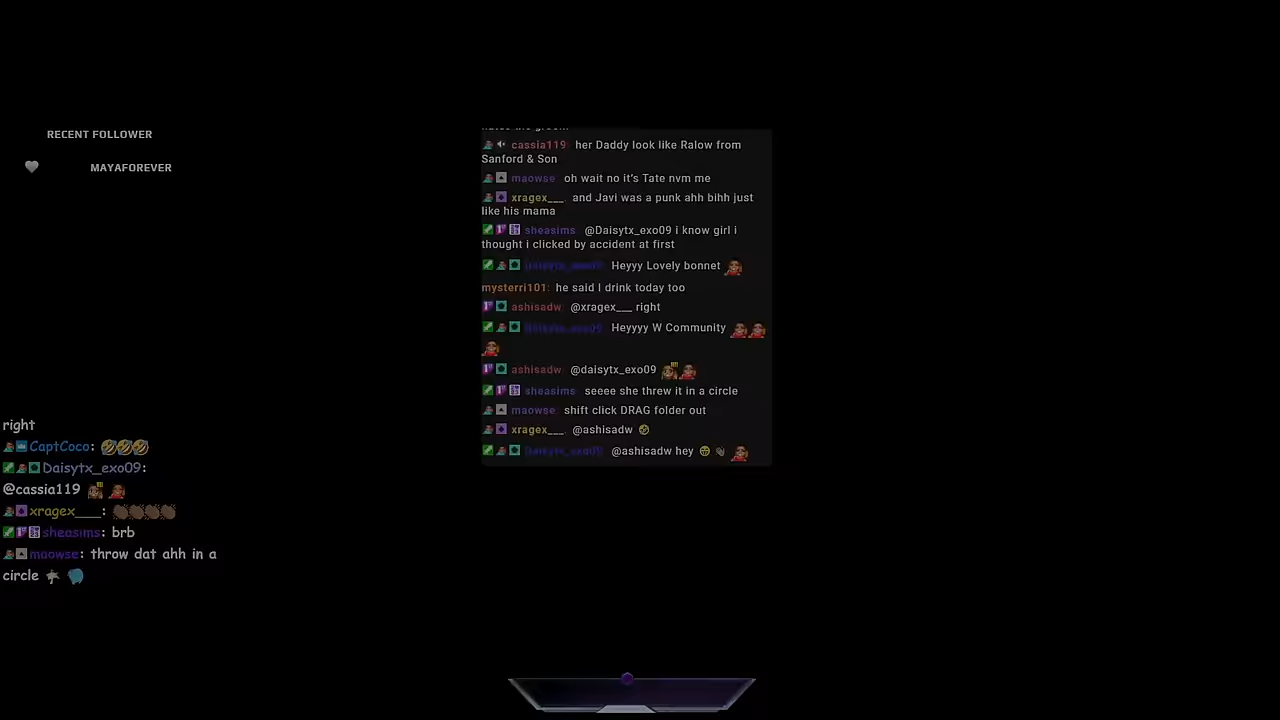 RECENT FOLLOWER
MAYAFOREVER
cassia119: her Daddy look like Ralow from
Sanford & Son
maowse: oh wait no it's Tate nvm me
xragex___: and Javi was a punk ahh bihh just
like his mama
sheasims: @Daisytx_exo09 i know girl i
thought i clicked by accident at first
Daisytx_exo09: Heyyy Lovely bonnet
mysterri101: he said I drink today too
ashisadw: @xragex___ right
Daisytx_exo09: Heyyyy W Community
ashisadw: @daisytx_exo09
sheasims: seeee she threw it in a circle
maowse: shift click DRAG folder out
xragex___: @ashisadw
Daisytx_exo09: @ashisadw hey
right
CaptCoco:
Daisytx_exo09:
@cassia119
xragex___:
sheasims: brb
maowse: throw dat ahh in a
circle